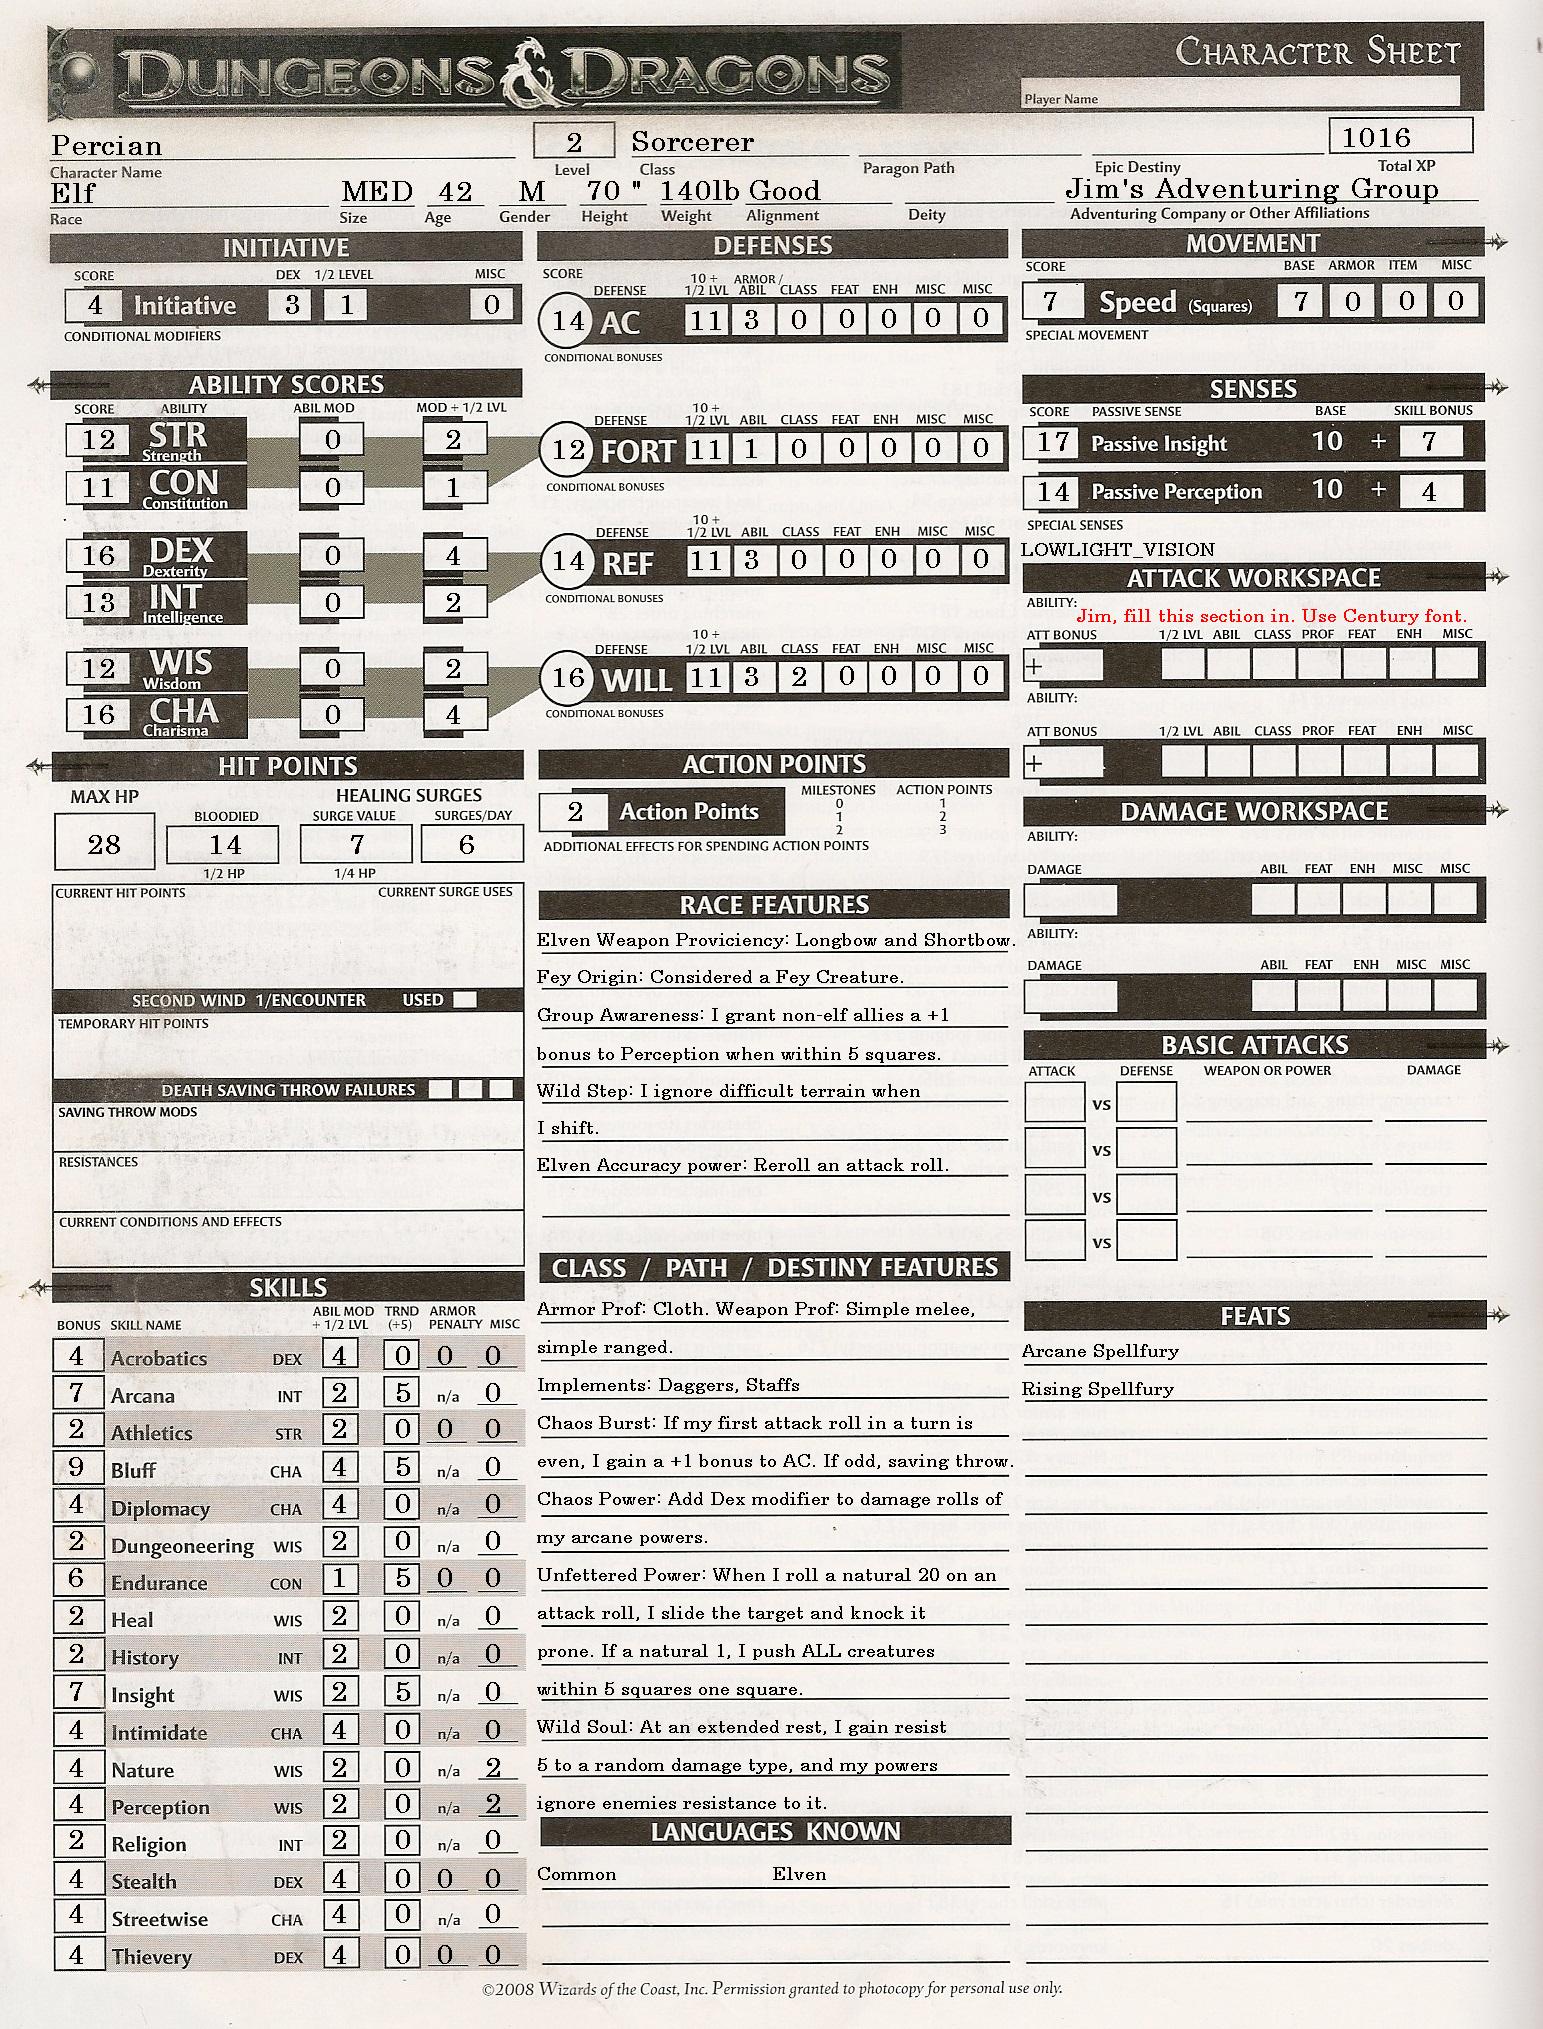 DUNGEONS & DRAGONS
CHARACTER SHEET
Player Name
Percian 2 Sorcerer 1016
Character Name Level Class Paragon Path Epic Destiny Total XP
Elf MED 42 M 70 " 140lb Good Jim's Adventuring Group
Race Size Age Gender Height Weight Alignment Deity Adventuring Company or Other Affiliations
INITIATIVE
SCORE DEX 1/2 LEVEL MISC
4 Initiative 3 1 0
CONDITIONAL MODIFIERS
ABILITY SCORES
SCORE ABILITY ABIL MOD MOD + 1/2 LVL
12 STR 0 2
Strength
11 CON 0 1
Constitution
16 DEX 0 4
Dexterity
13 INT 0 2
Intelligence
12 WIS 0 2
Wisdom
16 CHA 0 4
Charisma
HIT POINTS
MAX HP HEALING SURGES
BLOODIED SURGE VALUE SURGES/DAY
28 14 7 6
1/2 HP 1/4 HP
CURRENT HIT POINTS CURRENT SURGE USES
SECOND WIND 1/ENCOUNTER USED
TEMPORARY HIT POINTS
DEATH SAVING THROW FAILURES
SAVING THROW MODS
RESISTANCES
CURRENT CONDITIONS AND EFFECTS
SKILLS
ABIL MOD TRND ARMOR
BONUS SKILL NAME + 1/2 LVL (+5) PENALTY MISC
4 Acrobatics DEX 4 0 0 0
7 Arcana INT 2 5 n/a 0
2 Athletics STR 2 0 0 0
9 Bluff CHA 4 5 n/a 0
4 Diplomacy CHA 4 0 n/a 0
2 Dungeoneering WIS 2 0 n/a 0
6 Endurance CON 1 5 0 0
2 Heal WIS 2 0 n/a 0
2 History INT 2 0 n/a 0
7 Insight WIS 2 5 n/a 0
4 Intimidate CHA 4 0 n/a 0
4 Nature WIS 2 0 n/a 2
4 Perception WIS 2 0 n/a 2
2 Religion INT 2 0 n/a 0
4 Stealth DEX 4 0 0 0
4 Streetwise CHA 4 0 n/a 0
4 Thievery DEX 4 0 0 0
DEFENSES
10 + ARMOR /
SCORE DEFENSE 1/2 LVL ABIL CLASS FEAT ENH MISC MISC
14 AC 11 3 0 0 0 0 0
CONDITIONAL BONUSES
10 +
DEFENSE 1/2 LVL ABIL CLASS FEAT ENH MISC MISC
12 FORT 11 1 0 0 0 0 0
CONDITIONAL BONUSES
10 +
DEFENSE 1/2 LVL ABIL CLASS FEAT ENH MISC MISC
14 REF 11 3 0 0 0 0 0
CONDITIONAL BONUSES
10 +
DEFENSE 1/2 LVL ABIL CLASS FEAT ENH MISC MISC
16 WILL 11 3 2 0 0 0 0
CONDITIONAL BONUSES
ACTION POINTS
MILESTONES ACTION POINTS
2 Action Points
0 1
1 2
2 3
ADDITIONAL EFFECTS FOR SPENDING ACTION POINTS
RACE FEATURES
Elven Weapon Proviciency: Longbow and Shortbow.
Fey Origin: Considered a Fey Creature.
Group Awareness: I grant non-elf allies a +1
bonus to Perception when within 5 squares.
Wild Step: I ignore difficult terrain when
I shift.
Elven Accuracy power: Reroll an attack roll.
CLASS / PATH / DESTINY FEATURES
Armor Prof: Cloth. Weapon Prof: Simple melee,
simple ranged.
Implements: Daggers, Staffs
Chaos Burst: If my first attack roll in a turn is
even, I gain a +1 bonus to AC. If odd, saving throw.
Chaos Power: Add Dex modifier to damage rolls of
my arcane powers.
Unfettered Power: When I roll a natural 20 on an
attack roll, I slide the target and knock it
prone. If a natural 1, I push ALL creatures
within 5 squares one square.
Wild Soul: At an extended rest, I gain resist
5 to a random damage type, and my powers
ignore enemies resistance to it.
LANGUAGES KNOWN
Common Elven
MOVEMENT
SCORE BASE ARMOR ITEM MISC
7 Speed (Squares) 7 0 0 0
SPECIAL MOVEMENT
SENSES
SCORE PASSIVE SENSE BASE SKILL BONUS
17 Passive Insight 10 + 7
14 Passive Perception 10 + 4
SPECIAL SENSES
LOWLIGHT_VISION
ATTACK WORKSPACE
ABILITY:
Jim, fill this section in. Use Century font.
ATT BONUS 1/2 LVL ABIL CLASS PROF FEAT ENH MISC
+
ABILITY:
ATT BONUS 1/2 LVL ABIL CLASS PROF FEAT ENH MISC
+
DAMAGE WORKSPACE
ABILITY:
DAMAGE ABIL FEAT ENH MISC MISC
ABILITY:
DAMAGE ABIL FEAT ENH MISC MISC
BASIC ATTACKS
ATTACK DEFENSE WEAPON OR POWER DAMAGE
VS
VS
VS
VS
FEATS
Arcane Spellfury
Rising Spellfury
©2008 Wizards of the Coast, Inc. Permission granted to photocopy for personal use only.